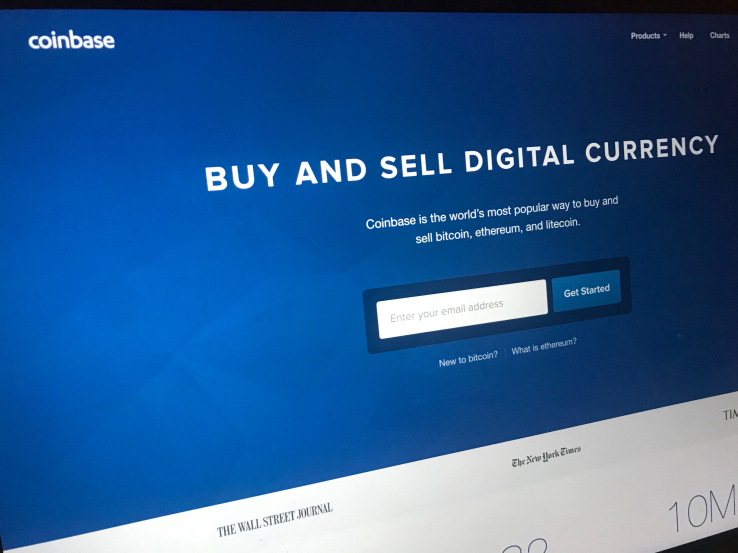 coinbase
Products Help Charts
BUY AND SELL DIGITAL CURRENCY
Coinbase is the world's most popular way to buy and
sell bitcoin, ethereum, and litecoin.
Enter your email address
Get Started
New to bitcoin? What is ethereum?
The New York Times
THE WALL STREET JOURNAL
10M